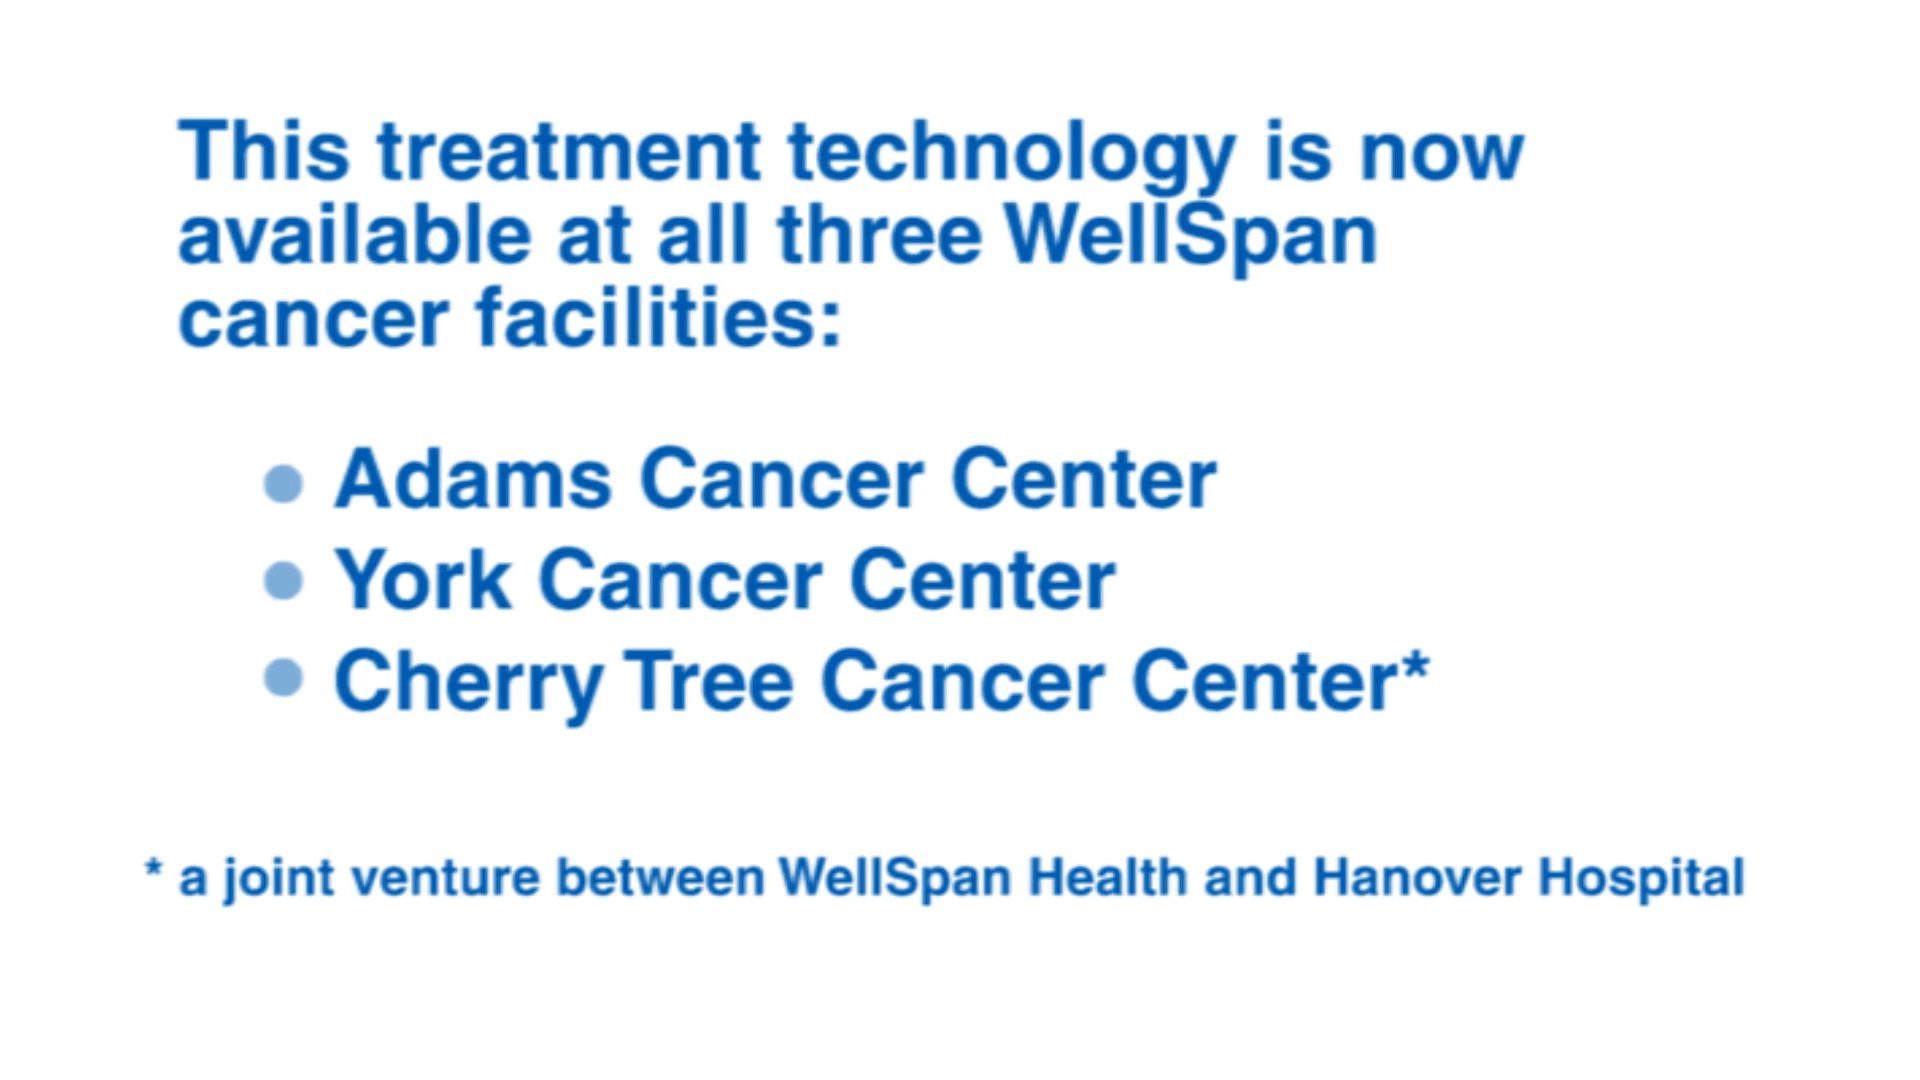 This treatment technology is now
available at all three WellSpan
cancer facilities:
• Adams Cancer Center
• York Cancer Center
• Cherry Tree Cancer Center*
* a joint venture between WellSpan Health and Hanover Hospital